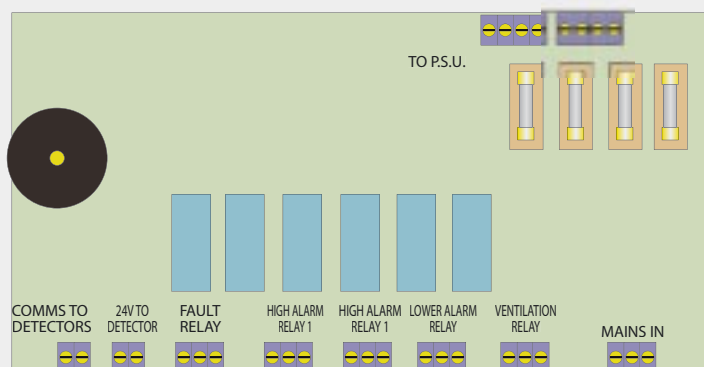 TO P.S.U.
COMMS TO
DETECTORS
24V TO
DETECTOR
FAULT
RELAY
HIGH ALARM
RELAY 1
HIGH ALARM
RELAY 1
LOWER ALARM
RELAY
VENTILATION
RELAY
MAINS IN